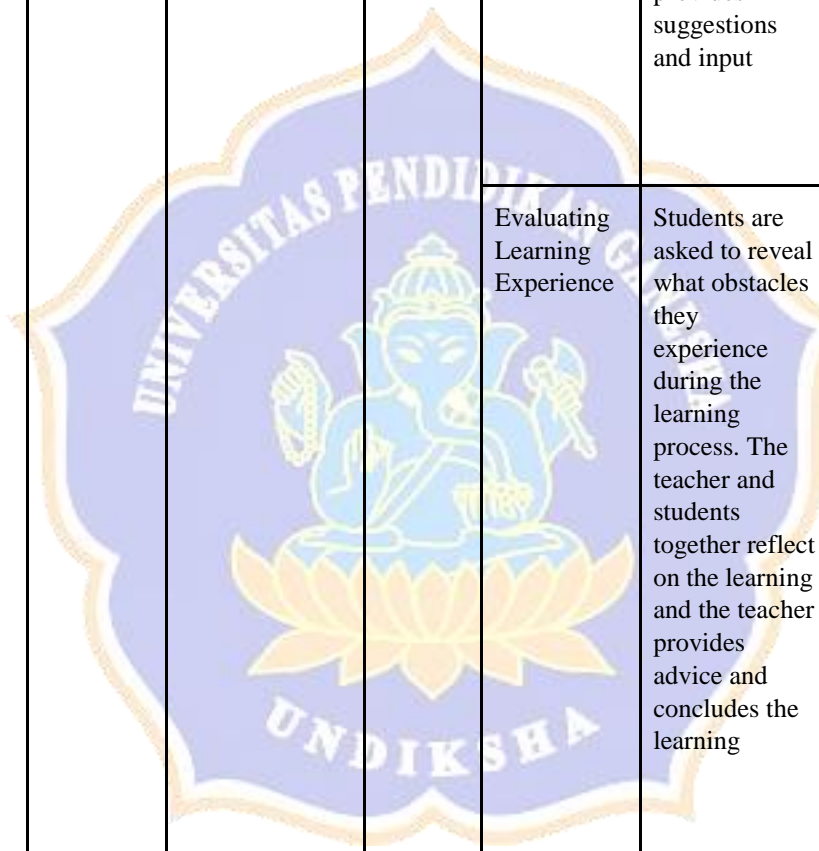 suggestions
and input
Evaluating
Learning
Experience
Students are
asked to reveal
what obstacles
they
experience
during the
learning
process. The
teacher and
students
together reflect
on the learning
and the teacher
provides
advice and
concludes the
learning
UNIVERSITAS PENDIDIKAN GANESHA
UNDIKSHA